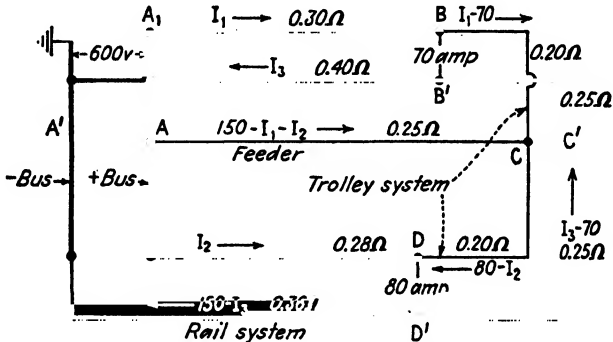 A₁ I₁ 0.30Ω B I₁-70
600v 70 amp 0.20Ω
I₃ 0.40Ω B'
0.25Ω
A' A 150-I₁-I₂ 0.25Ω C C'
Feeder
-Bus +Bus Trolley system
I₂ 0.28Ω D 0.20Ω I₃-70
80-I₂ 0.25Ω
80 amp
150-I₃
Rail system D'